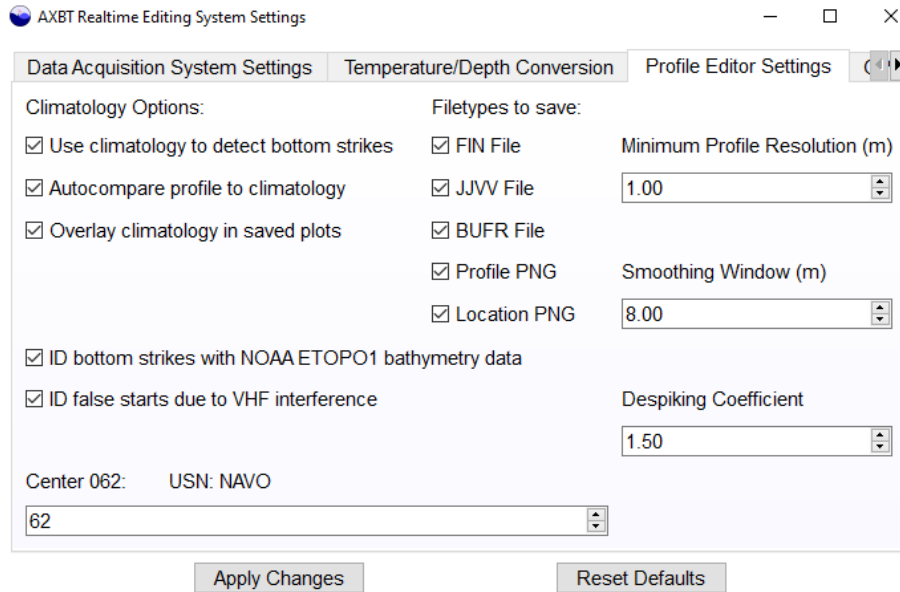 AXBT Realtime Editing System Settings
Data Acquisition System Settings
Temperature/Depth Conversion
Profile Editor Settings
Climatology Options:
Filetypes to save:
Use climatology to detect bottom strikes
FIN File
Minimum Profile Resolution (m)
Autocompare profile to climatology
JJVV File
1.00
Overlay climatology in saved plots
BUFR File
Profile PNG
Smoothing Window (m)
Location PNG
8.00
ID bottom strikes with NOAA ETOPO1 bathymetry data
ID false starts due to VHF interference
Despiking Coefficient
1.50
Center 062: USN: NAVO
62
Apply Changes
Reset Defaults